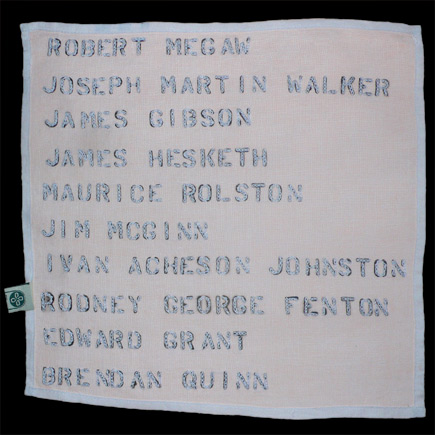 ROBERT MEGAW
JOSEPH MARTIN WALKER
JAMES GIBSON
JAMES HESKETH
MAURICE ROLSTON
JIM MCGINN
IVAN ACHESON JOHNSTON
RODNEY GEORGE FENTON
EDWARD GRANT
BRENDAN QUINN